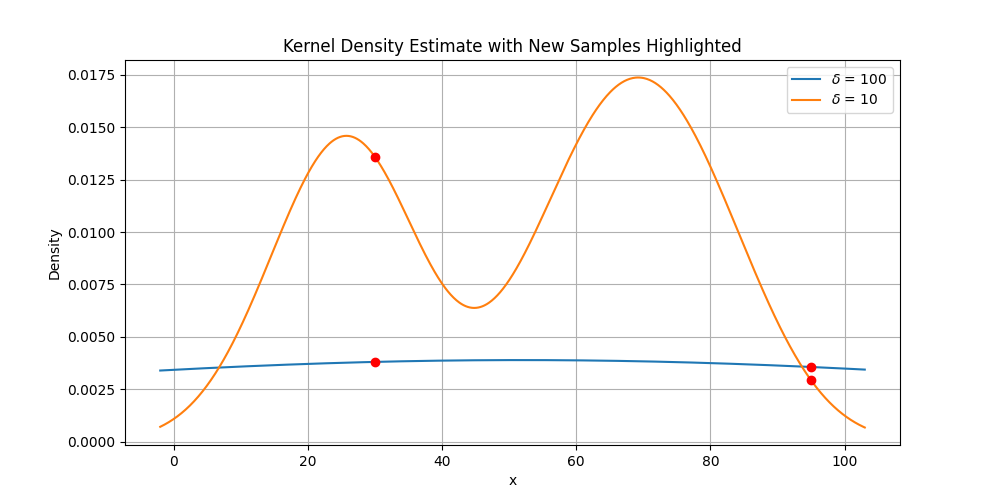 Kernel Density Estimate with New Samples Highlighted
δ = 100
δ = 10
0.0175
0.0150
0.0125
0.0100
0.0075
0.0050
0.0025
0.0000
Density
0 20 40 60 80 100
x